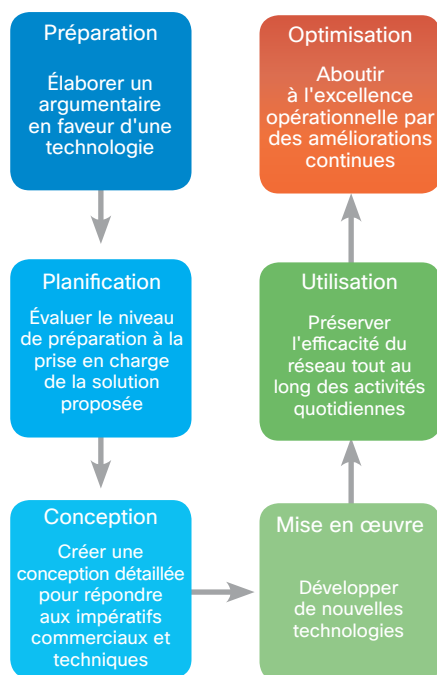 Préparation
Élaborer un
argumentaire
en faveur d'une
technologie
Planification
Évaluer le niveau
de préparation à la
prise en charge
de la solution
proposée
Conception
Créer une
conception détaillée
pour répondre
aux impératifs
commerciaux et
techniques
Mise en œuvre
Développer
de nouvelles
technologies
Utilisation
Préserver
l'efficacité du
réseau tout au
long des activités
quotidiennes
Optimisation
Aboutir
à l'excellence
opérationnelle par
des améliorations
continues